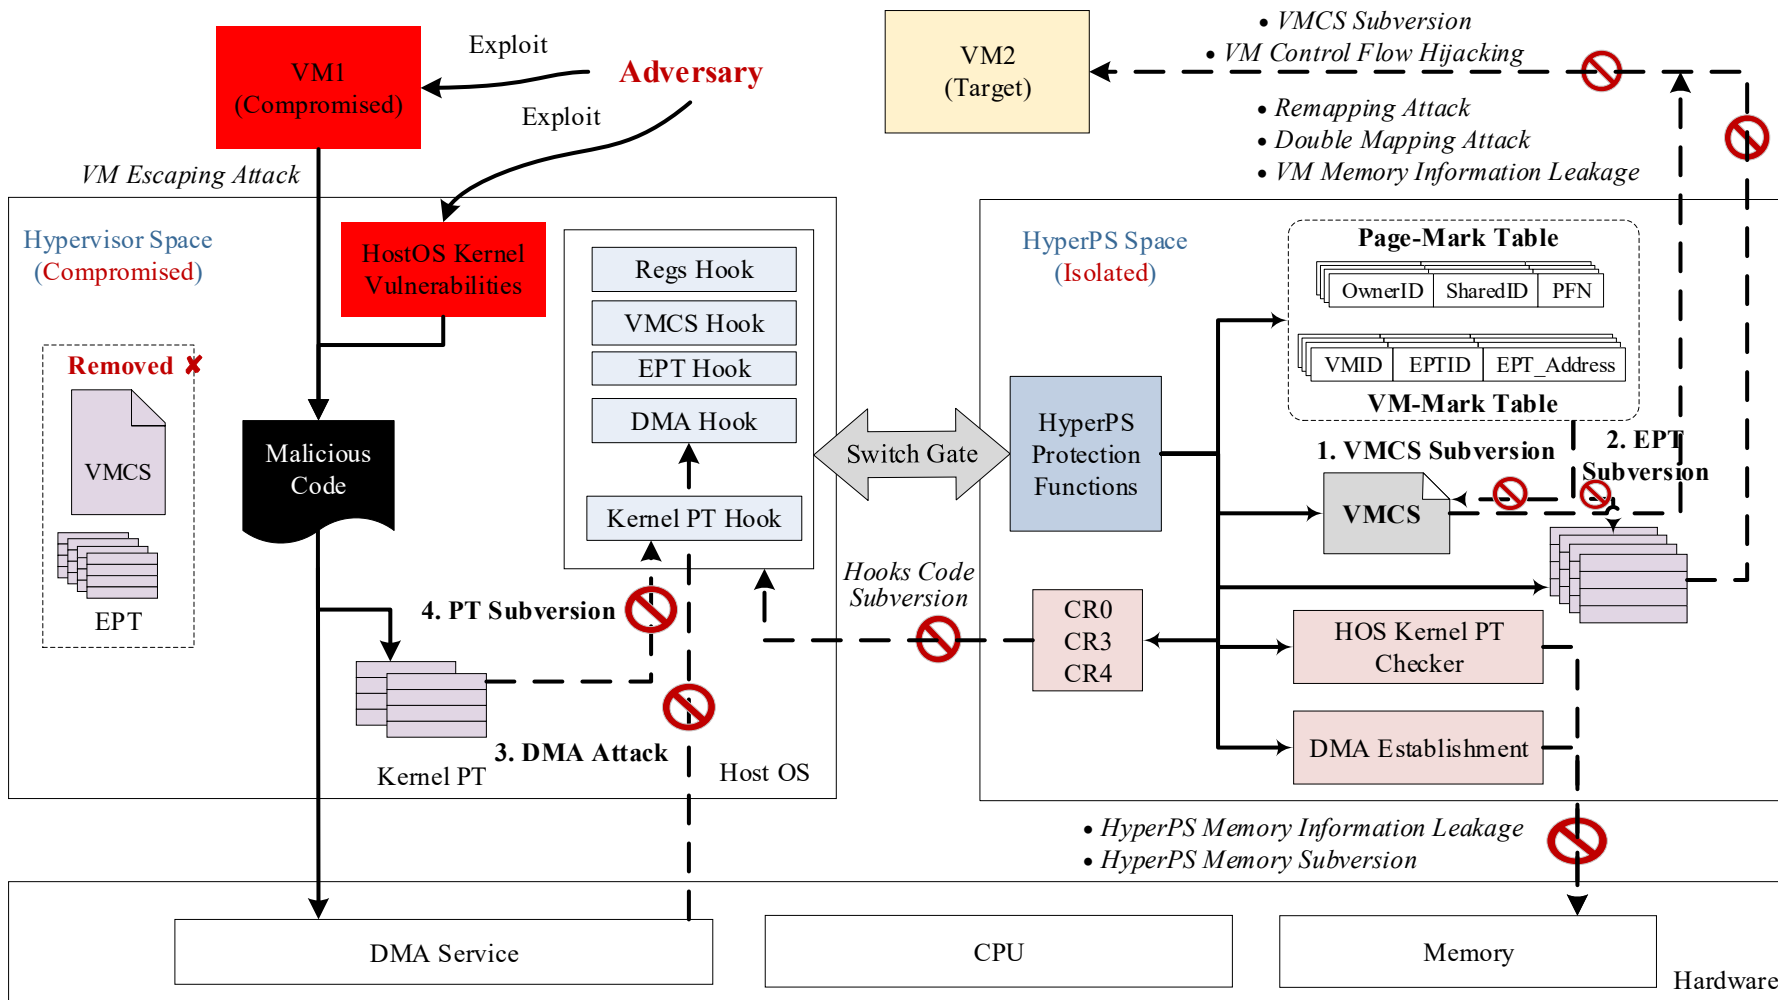 Exploit
VM1
(Compromised)
Adversary
Exploit
VM Escaping Attack
VM2
(Target)
• VMCS Subversion
• VM Control Flow Hijacking
• Remapping Attack
• Double Mapping Attack
• VM Memory Information Leakage
Hypervisor Space
(Compromised)
HostOS Kernel
Vulnerabilities
Removed ✘
VMCS
EPT
Malicious
Code
Regs Hook
VMCS Hook
EPT Hook
DMA Hook
Kernel PT Hook
4. PT Subversion
3. DMA Attack
Kernel PT
Host OS
Switch Gate
Hooks Code
Subversion
HyperPS Space
(Isolated)
HyperPS
Protection
Functions
Page-Mark Table
OwnerID SharedID PFN
VMID EPTID EPT_Address
VM-Mark Table
1. VMCS Subversion
2. EPT
Subversion
VMCS
CR0
CR3
CR4
HOS Kernel PT
Checker
DMA Establishment
• HyperPS Memory Information Leakage
• HyperPS Memory Subversion
DMA Service
CPU
Memory
Hardware